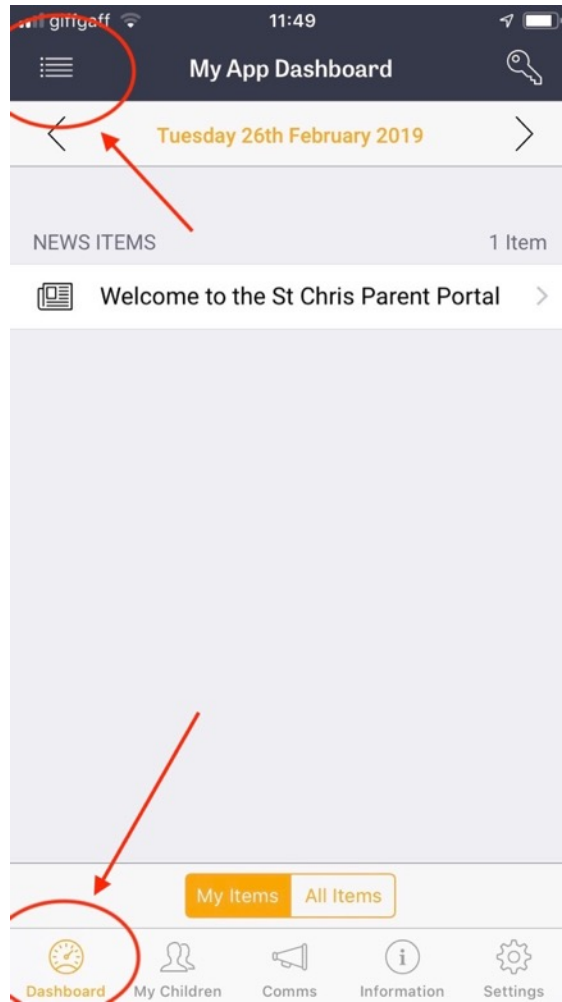 giffgaff 11:49
My App Dashboard
Tuesday 26th February 2019
NEWS ITEMS 1 Item
Welcome to the St Chris Parent Portal
My Items All Items
Dashboard My Children Comms Information Settings